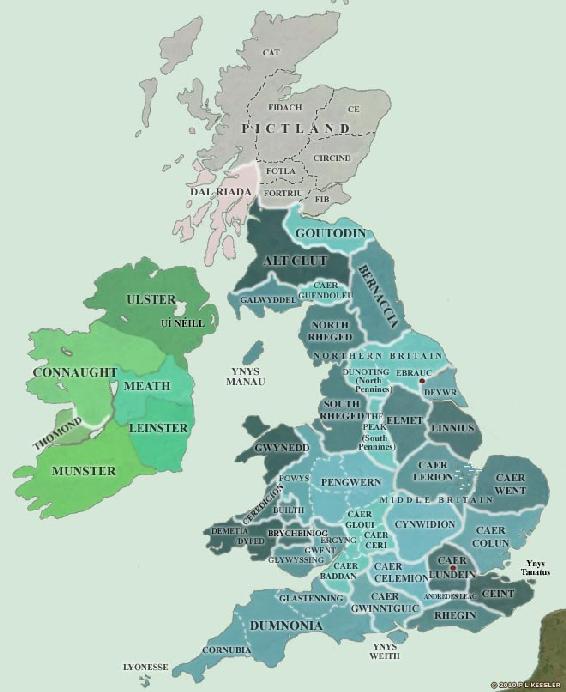 CAT
FIDACH
CE
PICTLAND
CIRCIND
FOTLA
DAL RIADA
FORTRIU
FIB
GOUTODIN
ALT CLUT
BERNACCIA
ULSTER
UÍ NÉILL
GALWYDDEL
CAER
GUENDOLEU
NORTH
RHEGED
NORTHERN BRITAIN
CONNAUGHT
MEATH
YNYS
MANAU
DUNOTING
(North
Pennines)
EBRAUC
DEYWR
SOUTH
RHEGED
THE
PEAK
(South
Pennines)
ELMET
LINNIUS
THOMOND
LEINSTER
MUNSTER
GWYNEDD
POWYS
PENGWERN
CAER
LERION
CAER
WENT
MIDDLE BRITAIN
CEREDIGION
BUILTH
CAER
GLOUI
CYNWIDION
CAER
COLUN
DEMETIA
DYFED
BRYCHEINIOG
ERGYNG
CAER
CERI
GWENT
GLYWYSSING
CAER
BADDAN
CAER
CELEMION
CAER
LUNDEIN
Ynys
Tanatus
GLASTENNING
CAER
GWINNTGUIC
CEINT
RHEGIN
DUMNONIA
YNYS
WEITH
CORNUBIA
LYONESSE
© 2010 P L KESSLER